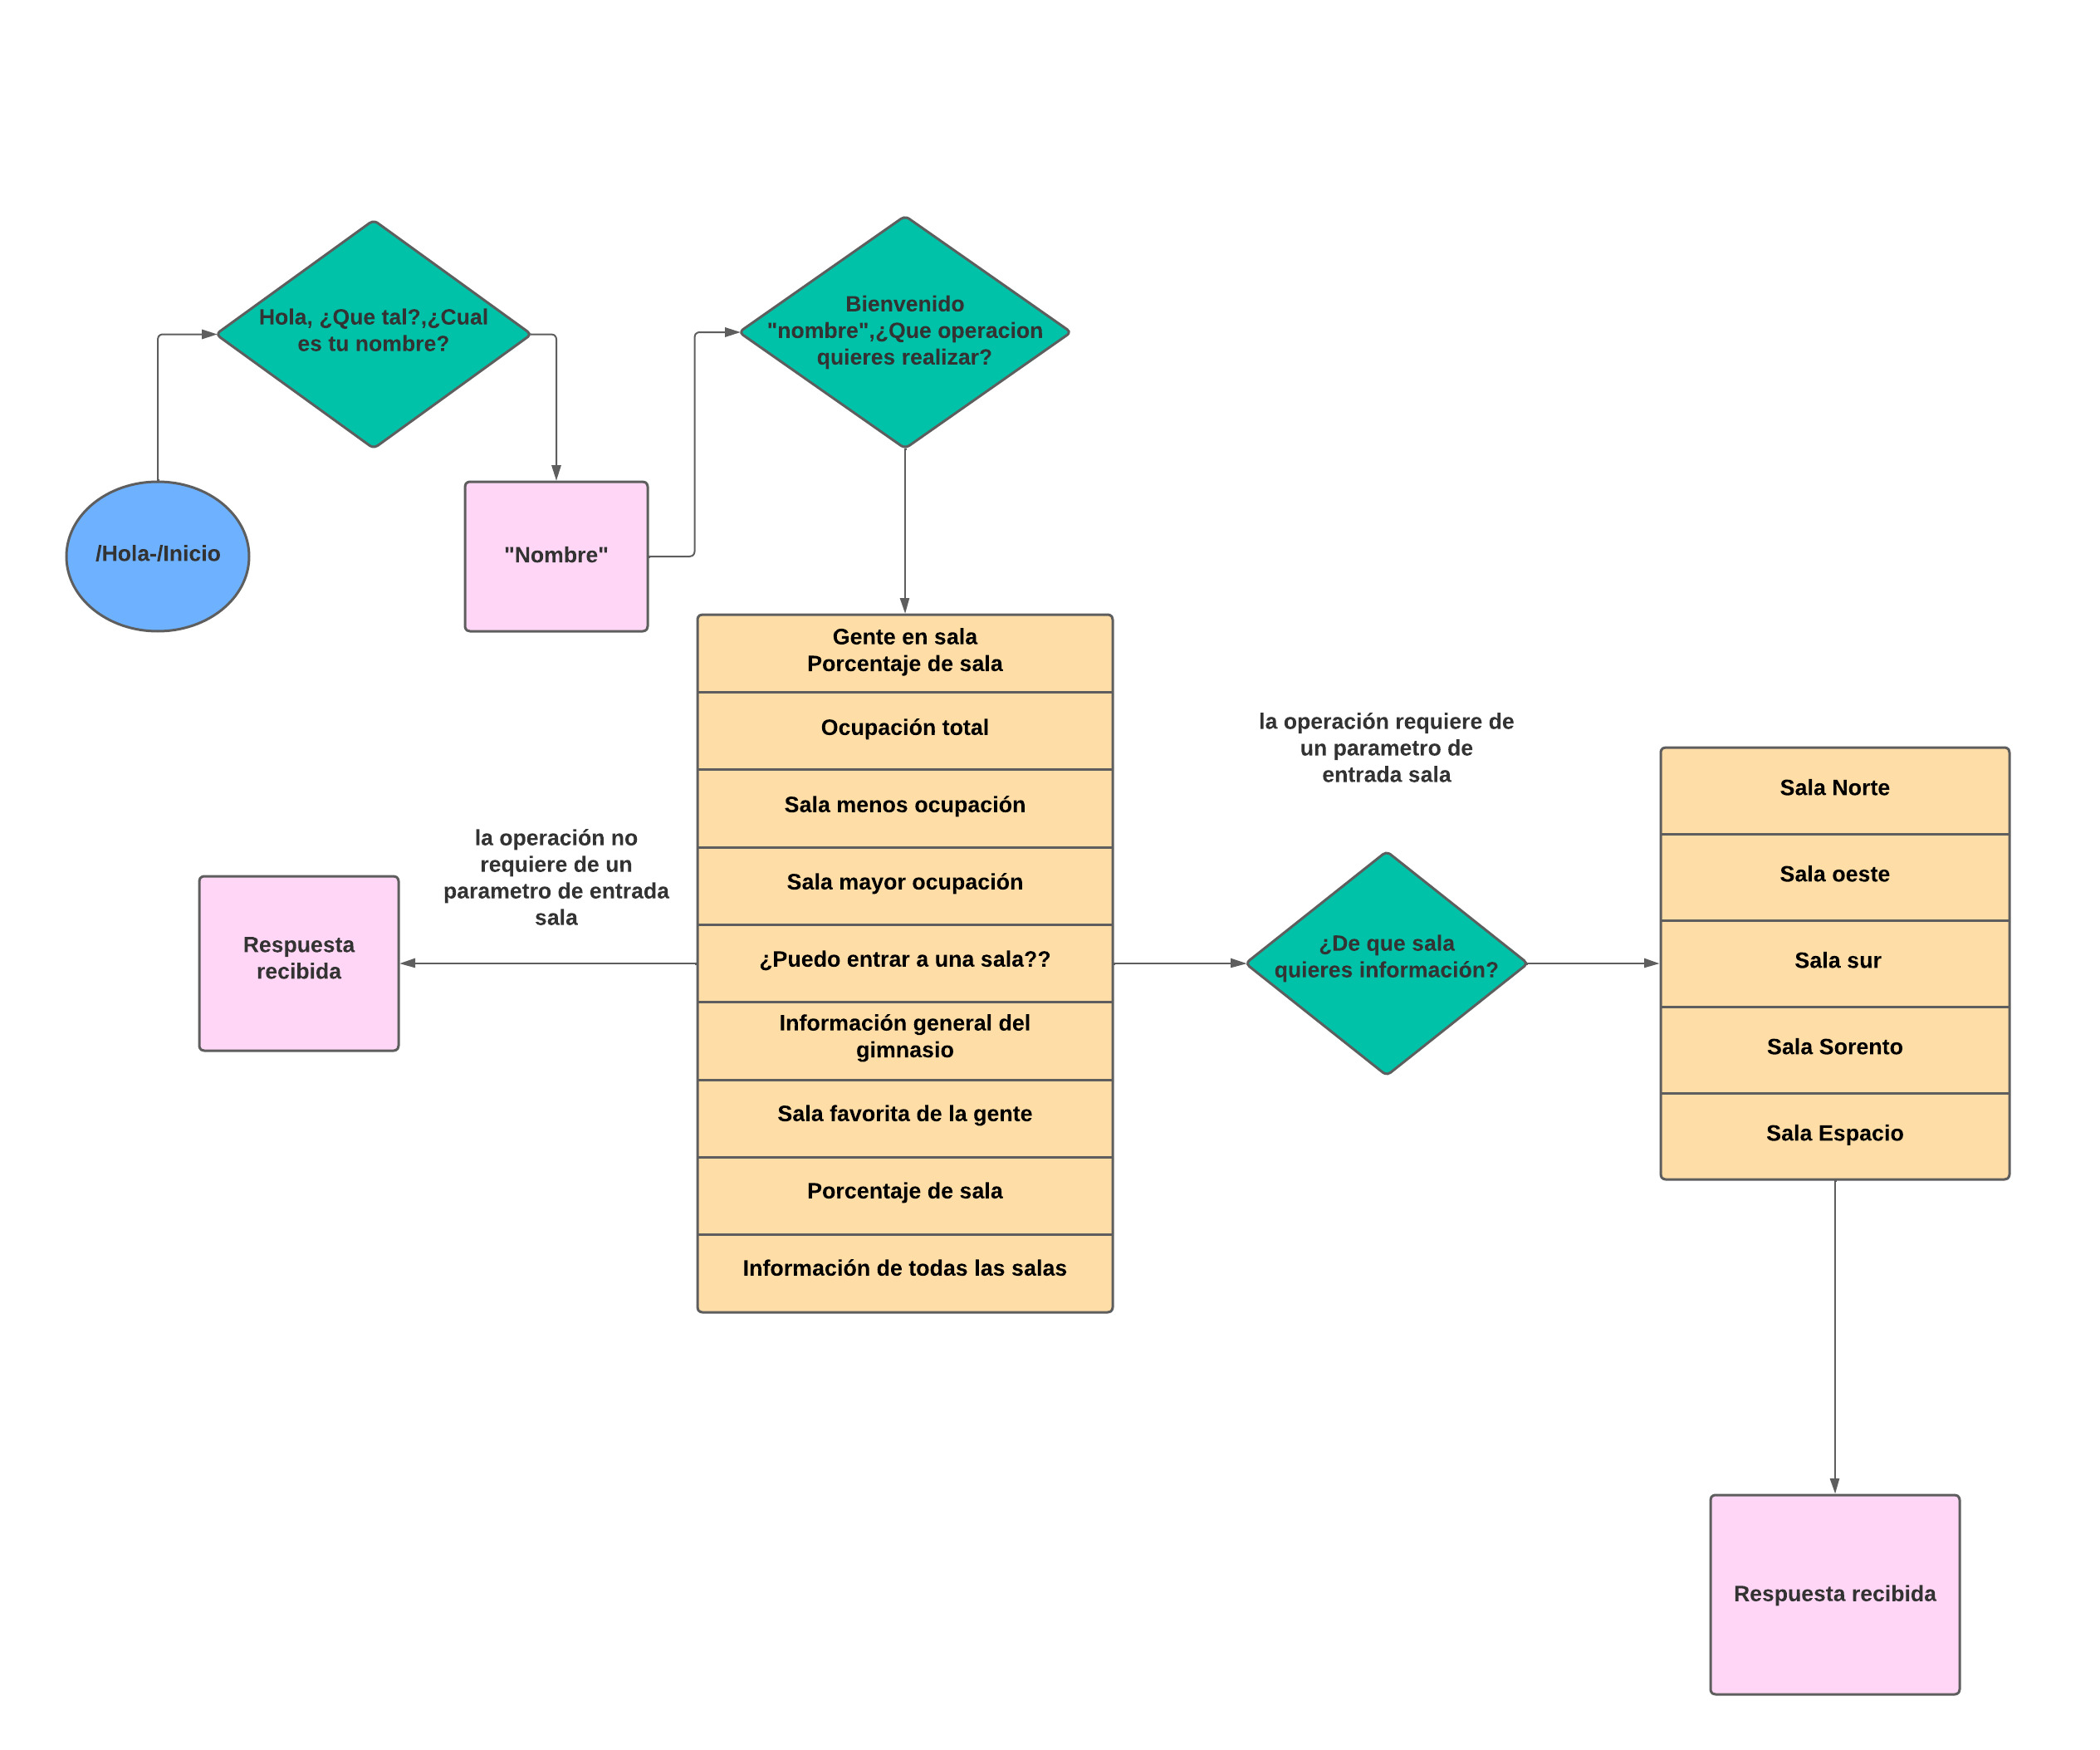 Hola, ¿Que tal?,¿Cual
es tu nombre?
Bienvenido
"nombre",¿Que operacion
quieres realizar?
/Hola-/Inicio
"Nombre"
Gente en sala
Porcentaje de sala
Ocupación total
Sala menos ocupación
Sala mayor ocupación
¿Puedo entrar a una sala??
Información general del
gimnasio
Sala favorita de la gente
Porcentaje de sala
Información de todas las salas
la operación no
requiere de un
parametro de entrada
sala
Respuesta
recibida
la operación requiere de
un parametro de
entrada sala
¿De que sala
quieres información?
Sala Norte
Sala oeste
Sala sur
Sala Sorento
Sala Espacio
Respuesta recibida